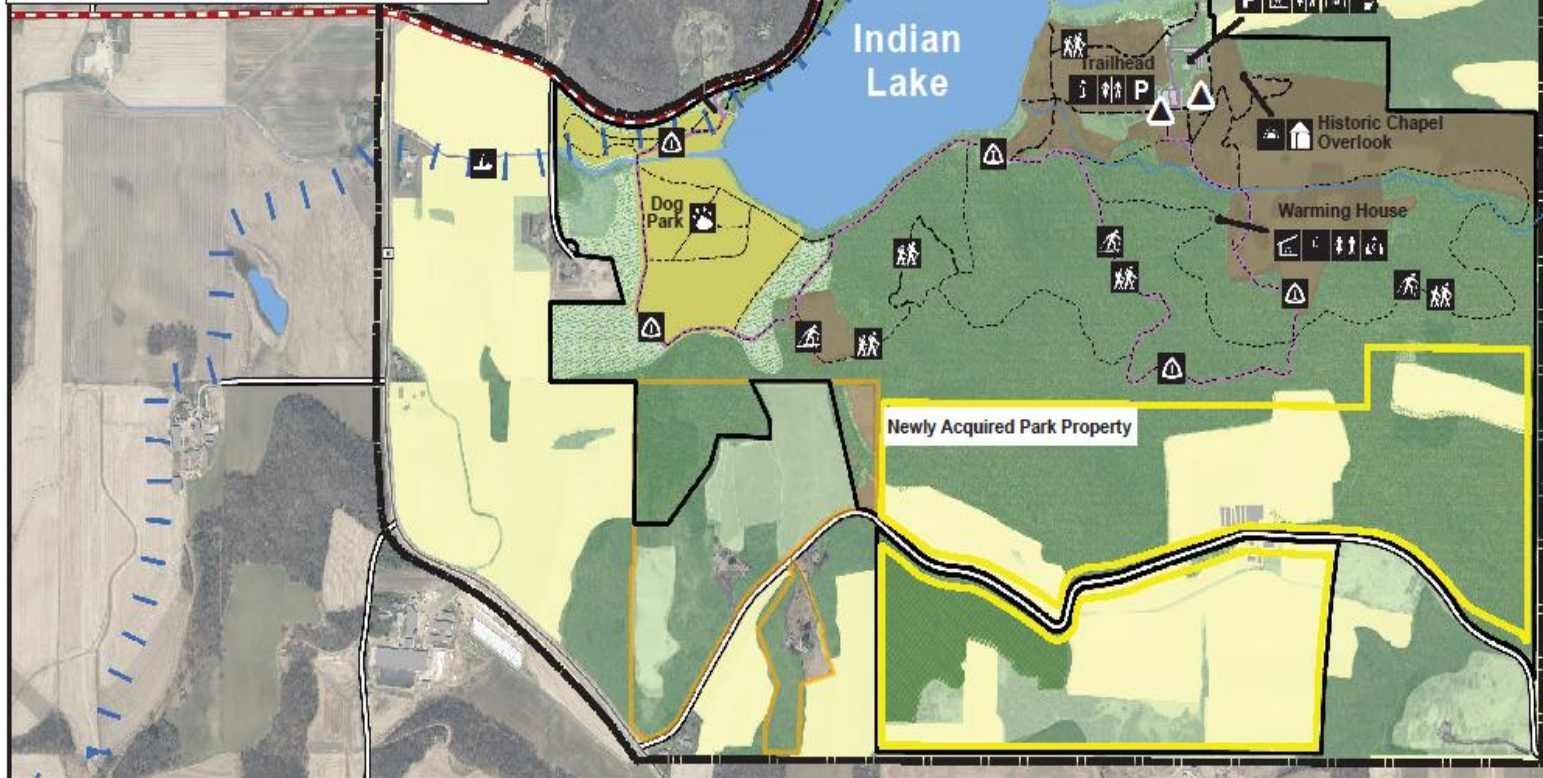 Indian
Lake
Trailhead
P
Historic Chapel
Overlook
Dog
Park
Warming House
Newly Acquired Park Property